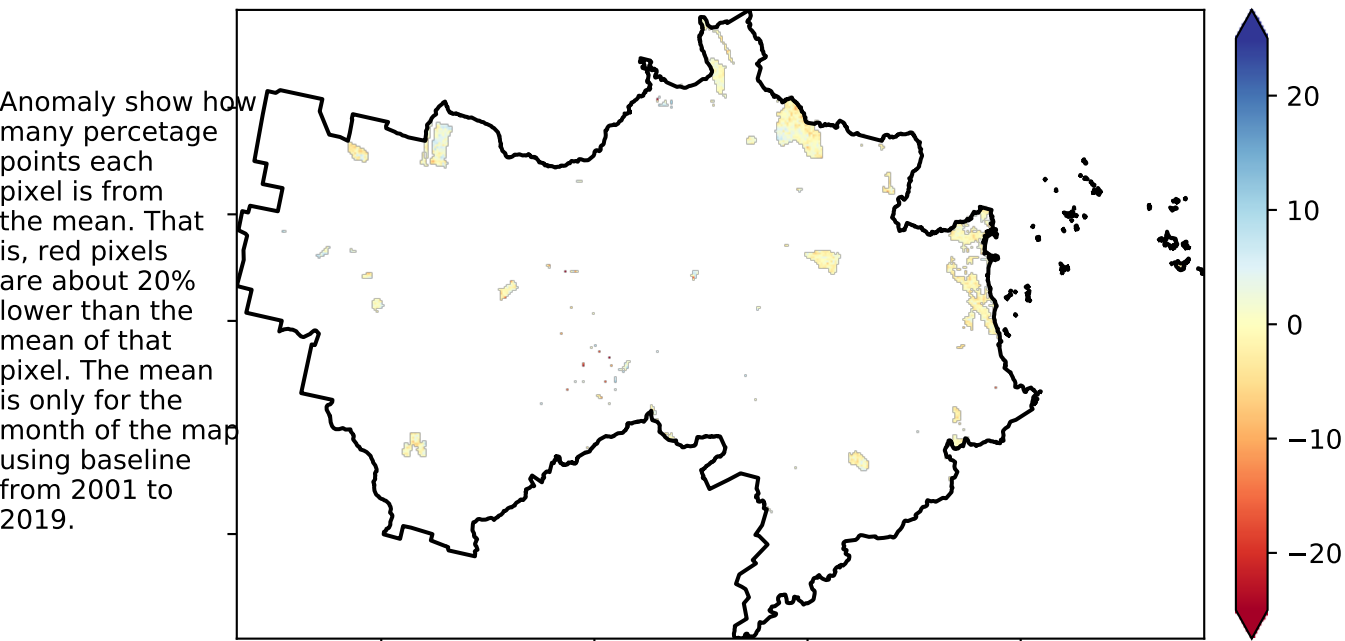 Anomaly show how
many percetage
points each
pixel is from
the mean. That
is, red pixels
are about 20%
lower than the
mean of that
pixel. The mean
is only for the
month of the map
using baseline
from 2001 to
2019.
20
10
0
−10
−20